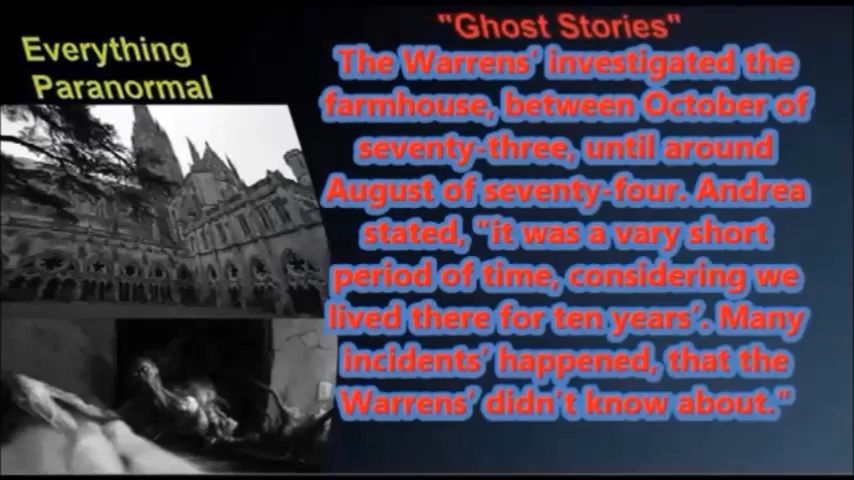 Everything
Paranormal
"Ghost Stories"
The Warrens' investigated the
farmhouse, between October of
seventy-three, until around
August of seventy-four. Andrea
stated, "it was a vary short
period of time, considering we
lived there for ten years'. Many
incidents' happened, that the
Warrens' didn't know about."